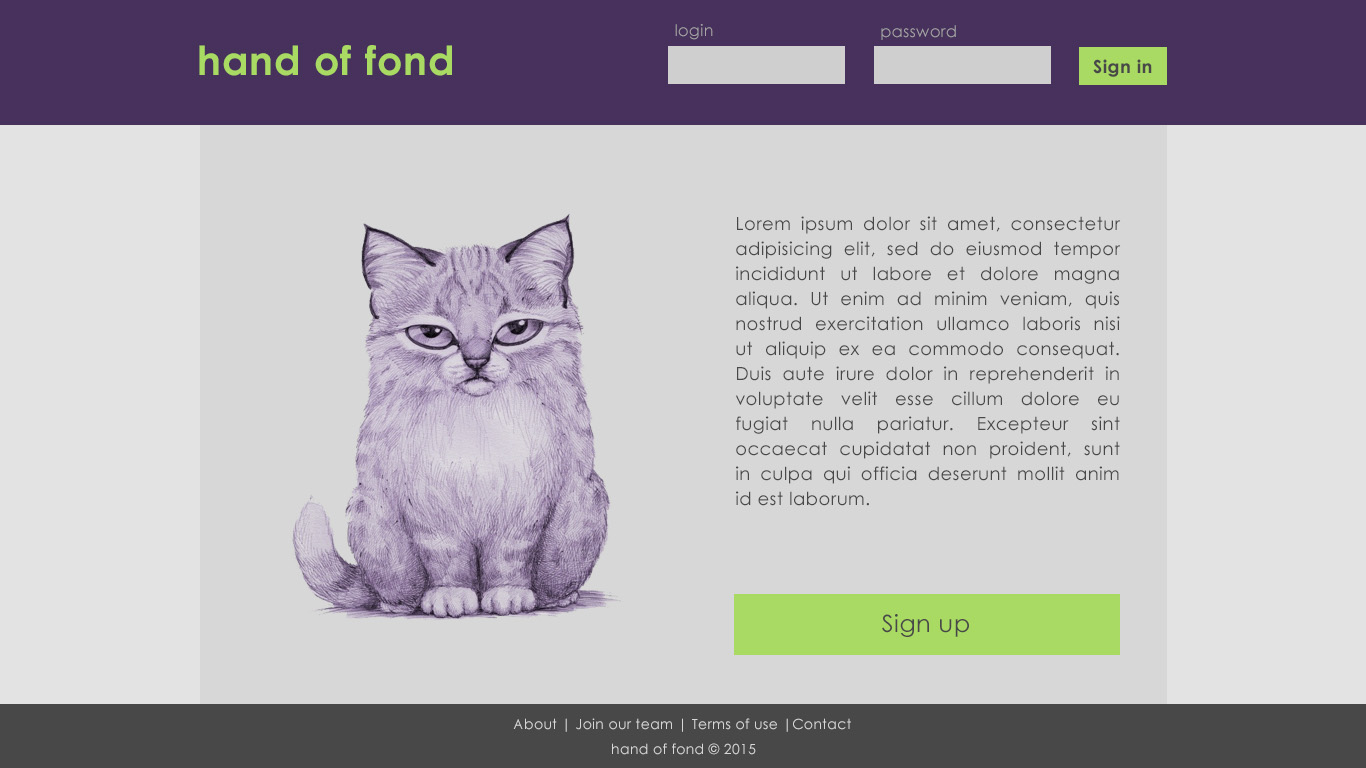 hand of fond
login
password
Sign in
Lorem ipsum dolor sit amet, consectetur
adipisicing elit, sed do eiusmod tempor
incididunt ut labore et dolore magna
aliqua. Ut enim ad minim veniam, quis
nostrud exercitation ullamco laboris nisi
ut aliquip ex ea commodo consequat.
Duis aute irure dolor in reprehenderit in
voluptate velit esse cillum dolore eu
fugiat nulla pariatur. Excepteur sint
occaecat cupidatat non proident, sunt
in culpa qui officia deserunt mollit anim
id est laborum.
Sign up
About | Join our team | Terms of use |Contact
hand of fond © 2015